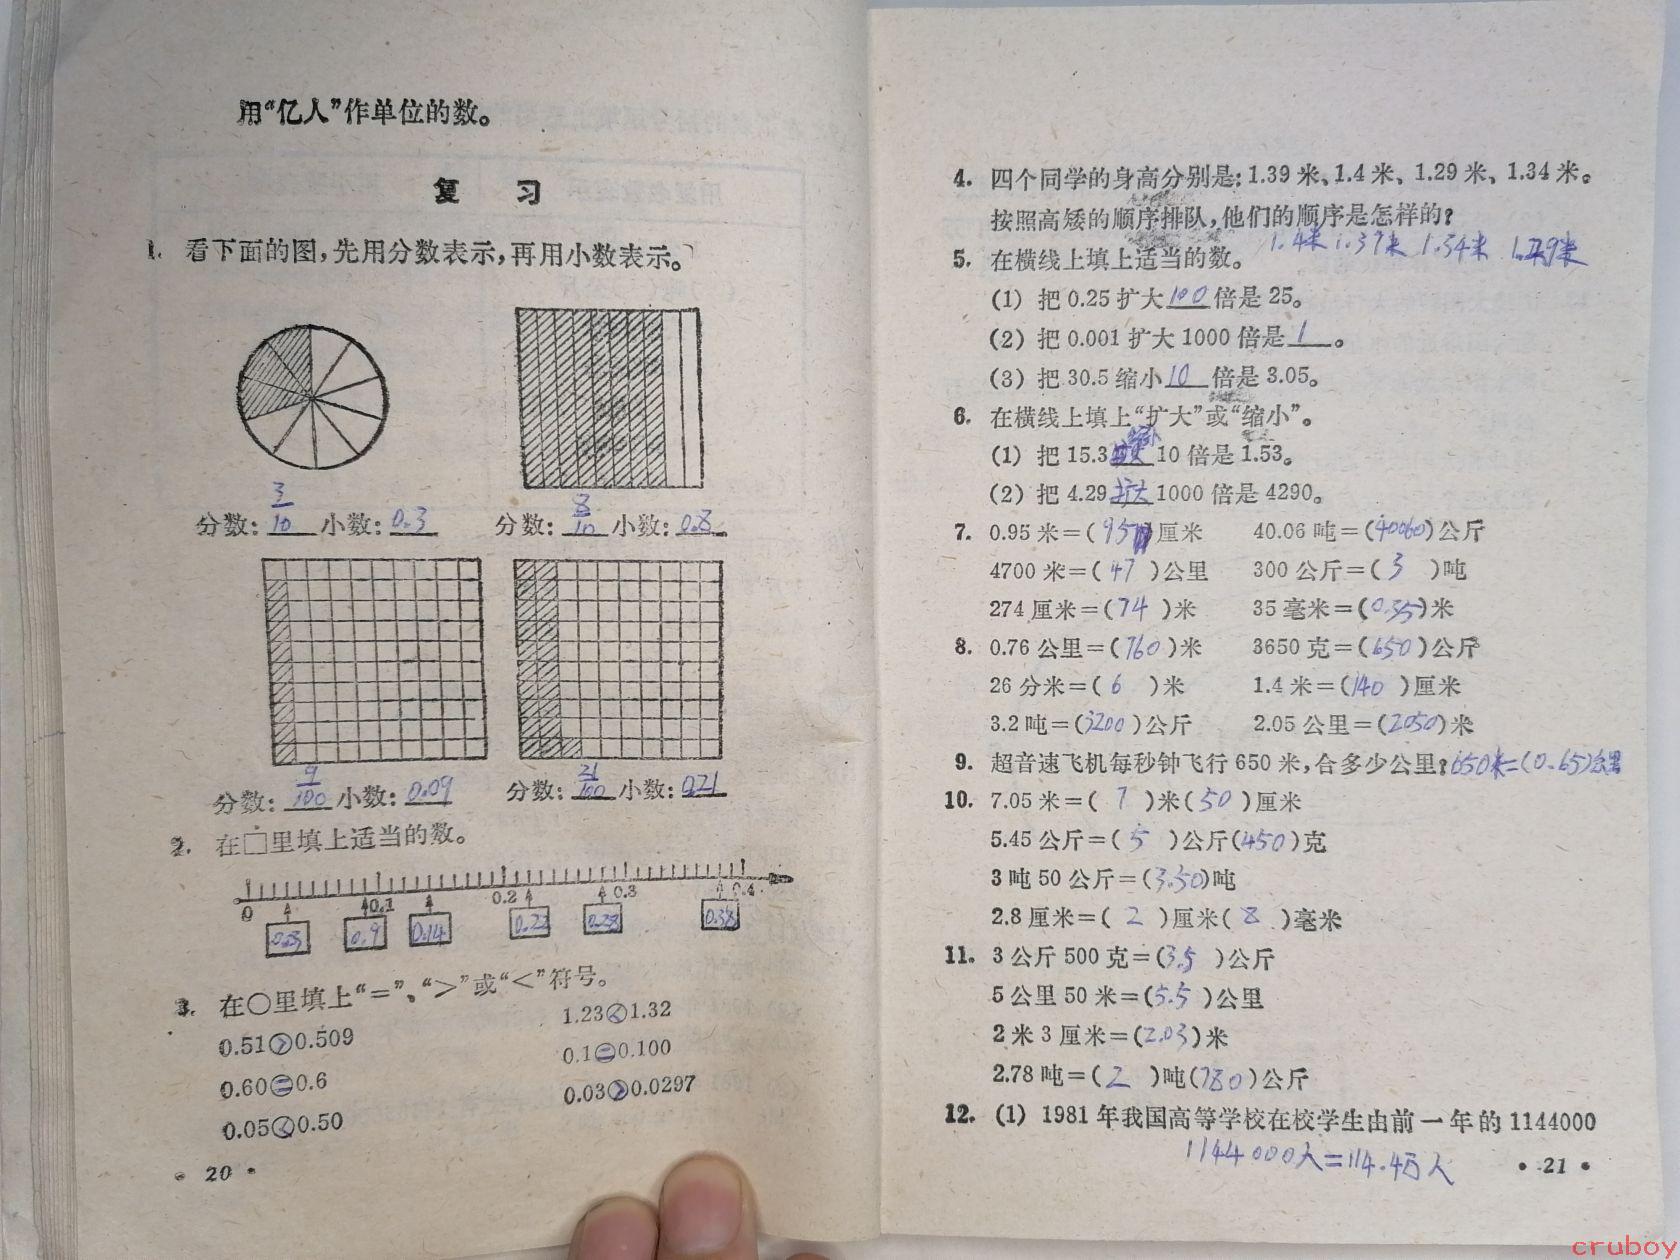 用“亿人”作单位的数。
复 习
1. 看下面的图,先用分数表示,再用小数表示。
分数: 3/10 小数: 0.3 分数: 8/10 小数: 0.8
分数: 9/100 小数: 0.09 分数: 21/100 小数: 0.21
2. 在□里填上适当的数。
0 0.1 0.2 0.3 0.4
0.03 0.9 0.14 0.22 0.28 0.38
3. 在○里填上“=”、“>”或“<”符号。
0.51>0.509 1.23<1.32
0.60=0.6 0.1=0.100
0.05<0.50 0.03>0.0297
• 20 •
4. 四个同学的身高分别是:1.39米、1.4米、1.29米、1.34米。
按照高矮的顺序排队,他们的顺序是怎样的?
1.4米 1.39米 1.34米 1.29米
5. 在横线上填上适当的数。
(1) 把0.25扩大100倍是25。
(2) 把0.001扩大1000倍是1。
(3) 把30.5缩小10倍是3.05。
6. 在横线上填上“扩大”或“缩小”。
(1) 把15.3缩小10倍是1.53。
(2) 把4.29扩大1000倍是4290。
7. 0.95米=(95)厘米 40.06吨=(40060)公斤
4700米=(47)公里 300公斤=(3)吨
274厘米=(74)米 35毫米=(0.35)米
8. 0.76公里=(760)米 3650克=(650)公斤
26分米=(6)米 1.4米=(140)厘米
3.2吨=(3200)公斤 2.05公里=(2050)米
9. 超音速飞机每秒钟飞行650米,合多少公里? 650米=(0.65)公里
10. 7.05米=(7)米(50)厘米
5.45公斤=(5)公斤(450)克
3吨50公斤=(3.50)吨
2.8厘米=(2)厘米(8)毫米
11. 3公斤500克=(3.5)公斤
5公里50米=(5.5)公里
2米3厘米=(2.03)米
2.78吨=(2)吨(780)公斤
12. (1) 1981年我国高等学校在校学生由前一年的1144000
1144000人=114.4万人
• 21 •
cruboy